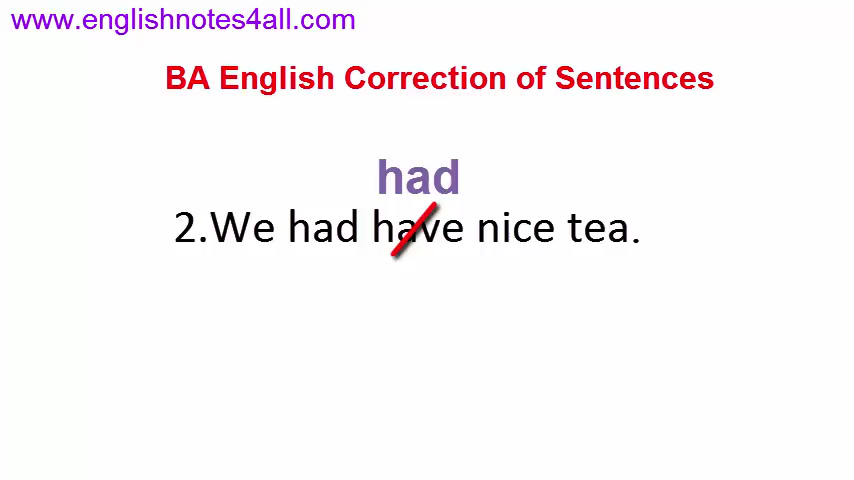 www.englishnotes4all.com
BA English Correction of Sentences
had
2.We had have nice tea.